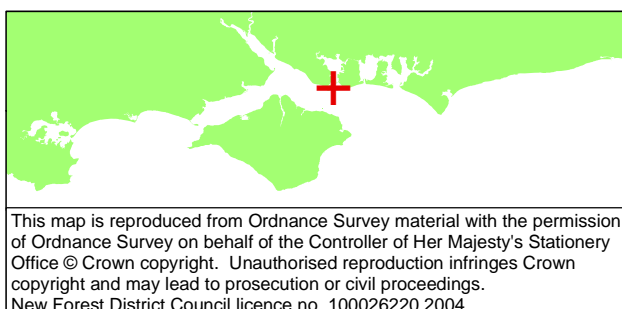 This map is reproduced from Ordnance Survey material with the permission
of Ordnance Survey on behalf of the Controller of Her Majesty's Stationery
Office © Crown copyright. Unauthorised reproduction infringes Crown
copyright and may lead to prosecution or civil proceedings.
New Forest District Council licence no. 100026220 2004